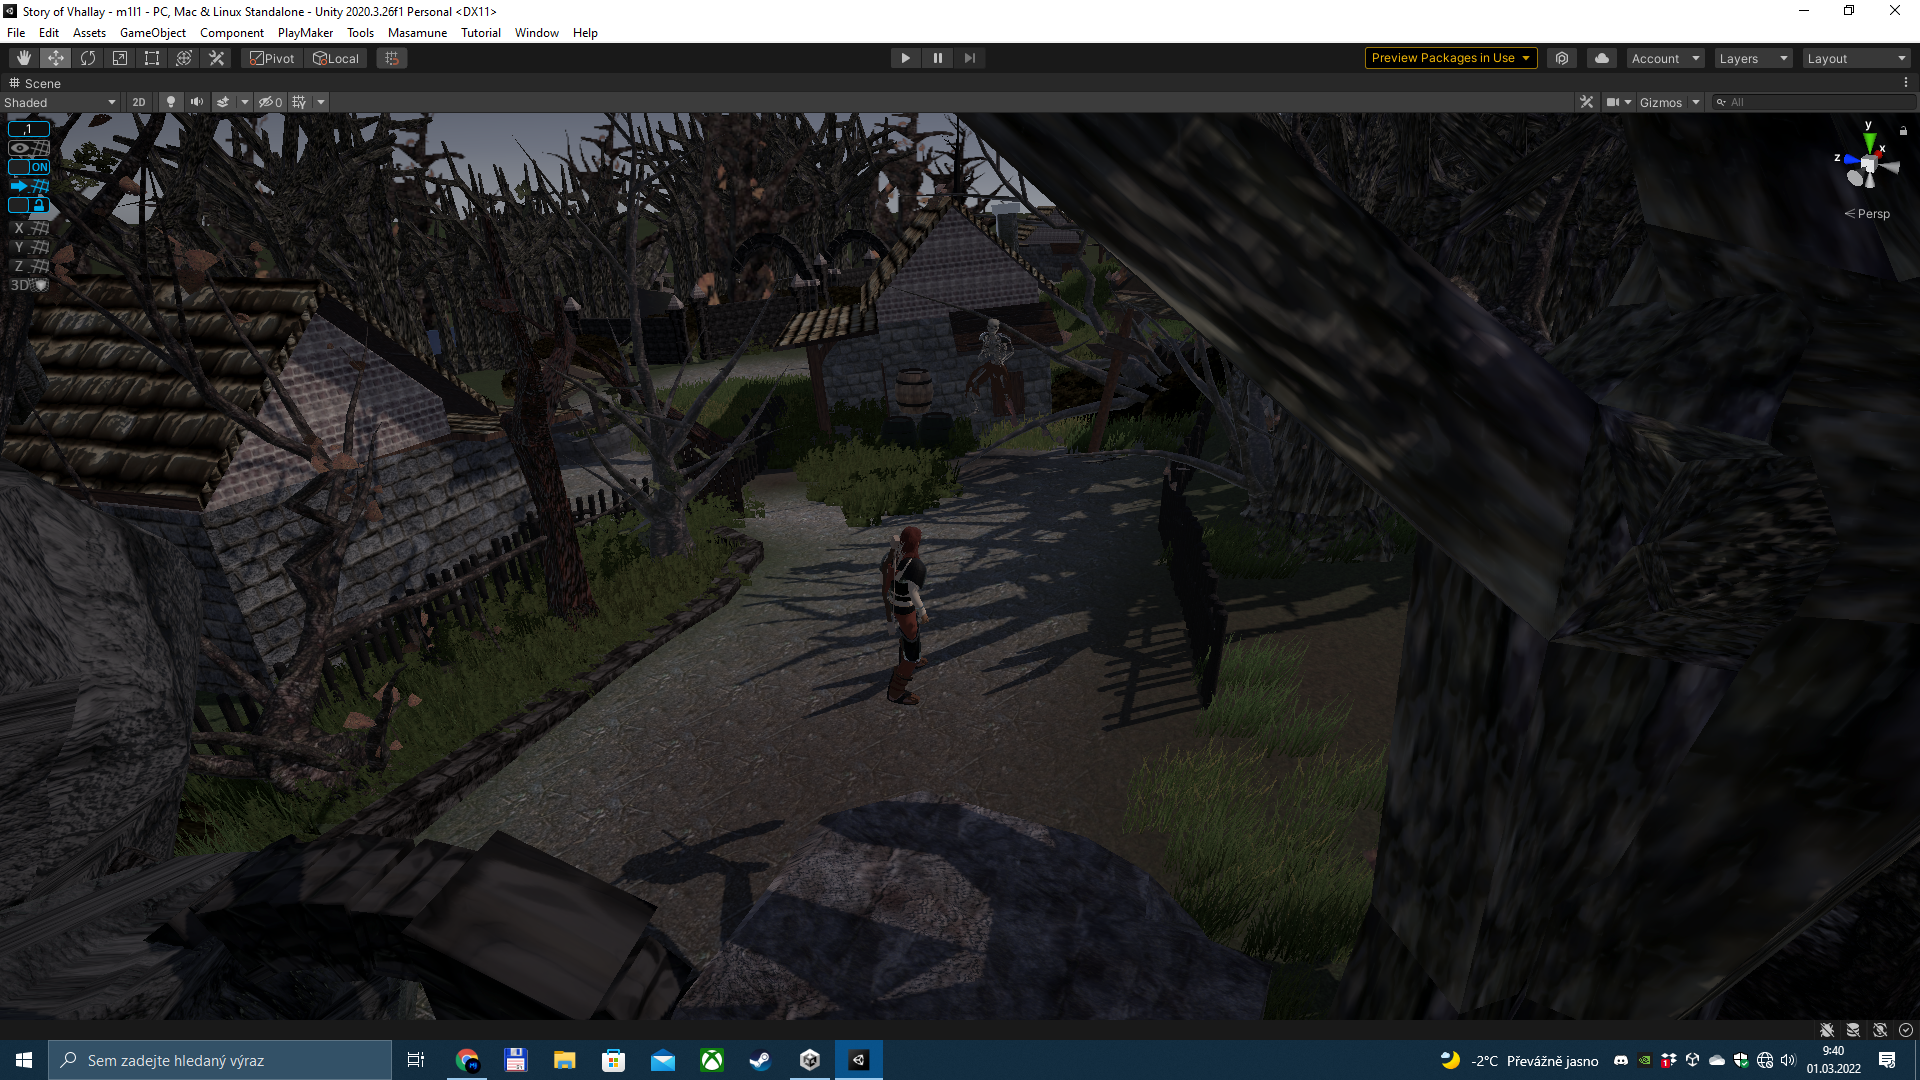 Story of Vhallay - m1l1 - PC, Mac & Linux Standalone - Unity 2020.3.26f1 Personal <DX11>
File Edit Assets GameObject Component PlayMaker Tools Masamune Tutorial Window Help
Pivot Local Preview Packages in Use Account Layers Layout
Scene
Shaded 2D 0 Gizmos All
,1
ON
X
Y
Z
3D
y
x
z
Persp
Sem zadejte hledaný výraz
-2°C Převážně jasno
9:40
01.03.2022